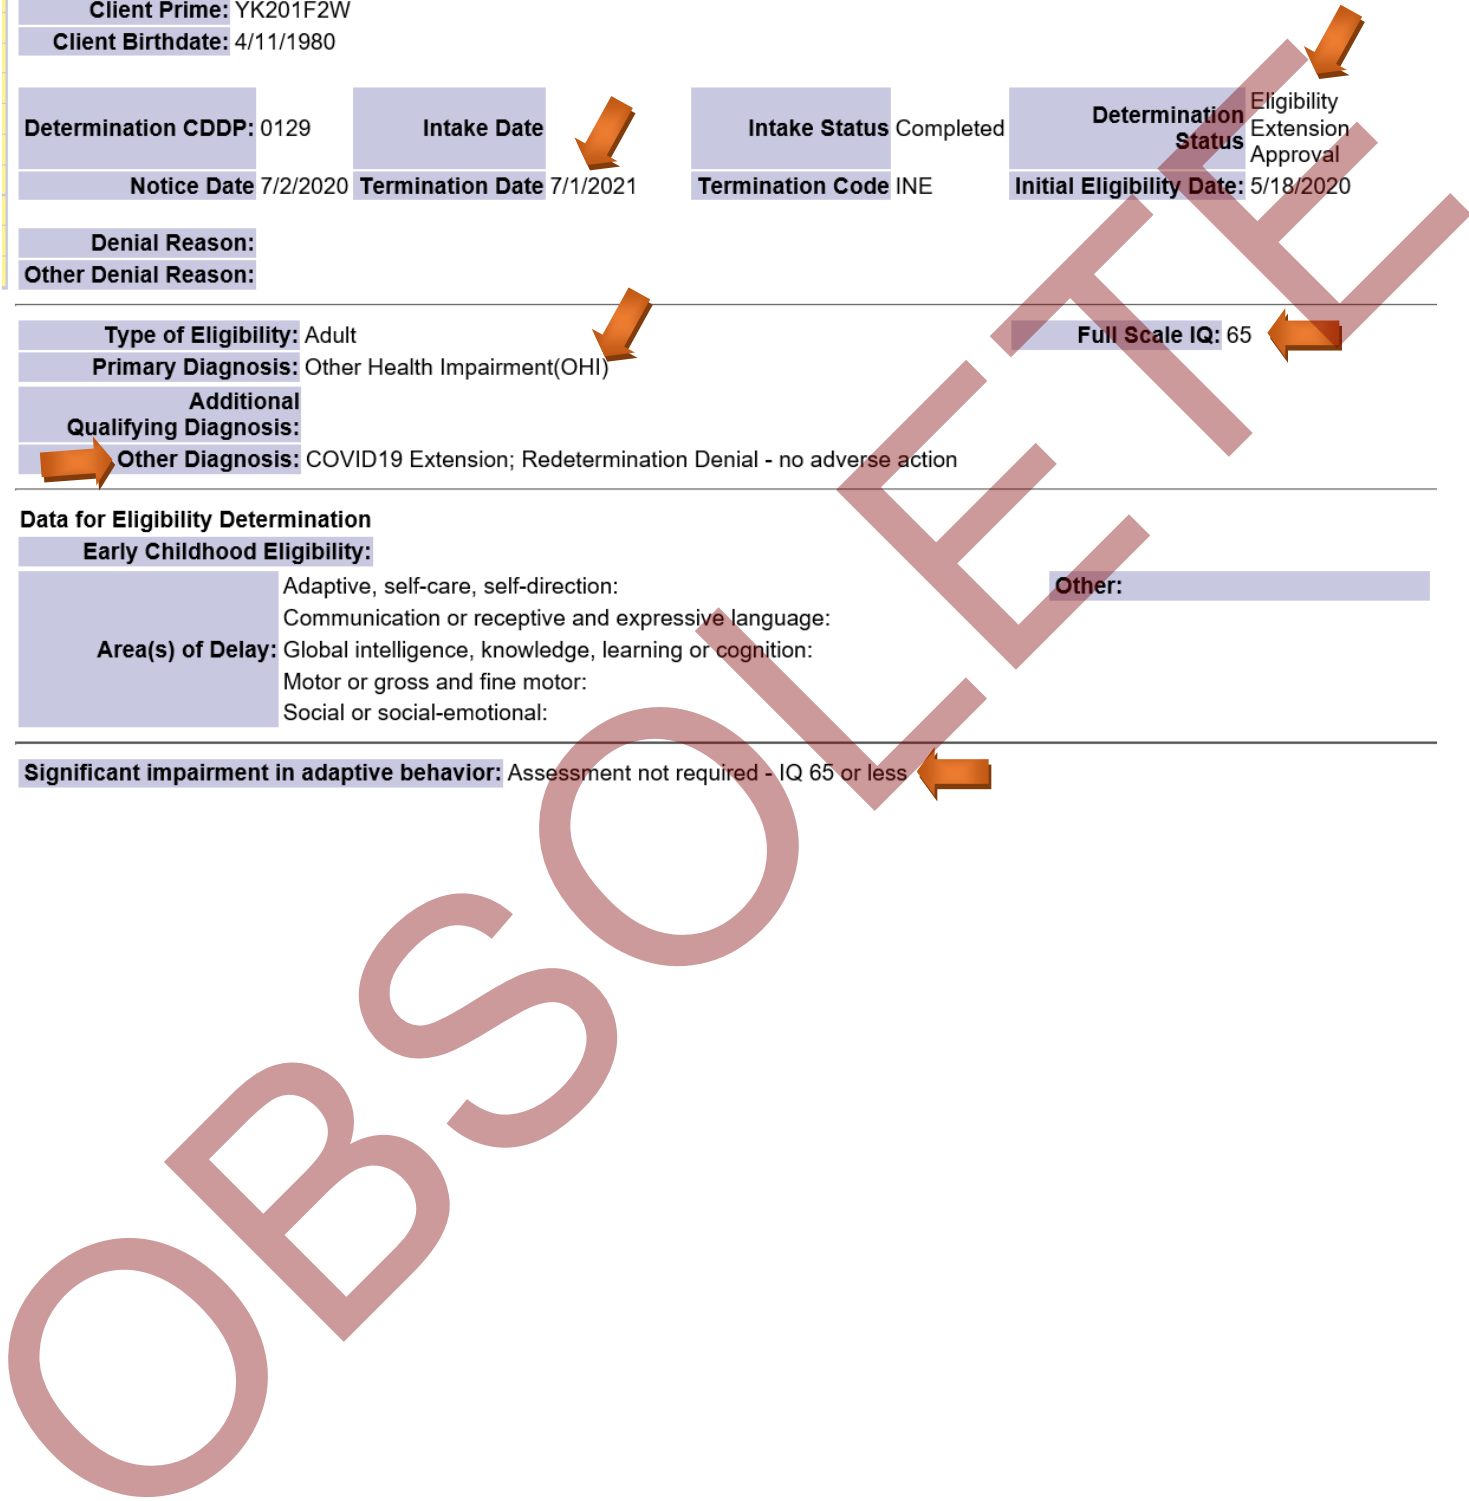 Client Prime: YK201F2W
Client Birthdate: 4/11/1980
Determination CDDP: 0129 Intake Date Intake Status Completed Determination Status Eligibility Extension Approval
Notice Date 7/2/2020 Termination Date 7/1/2021 Termination Code INE Initial Eligibility Date: 5/18/2020
Denial Reason:
Other Denial Reason:
Type of Eligibility: Adult Full Scale IQ: 65
Primary Diagnosis: Other Health Impairment(OHI)
Additional
Qualifying Diagnosis:
Other Diagnosis: COVID19 Extension; Redetermination Denial - no adverse action
Data for Eligibility Determination
Early Childhood Eligibility:
Area(s) of Delay:
Adaptive, self-care, self-direction: Other:
Communication or receptive and expressive language:
Global intelligence, knowledge, learning or cognition:
Motor or gross and fine motor:
Social or social-emotional:
Significant impairment in adaptive behavior: Assessment not required - IQ 65 or less
OBSOLETE